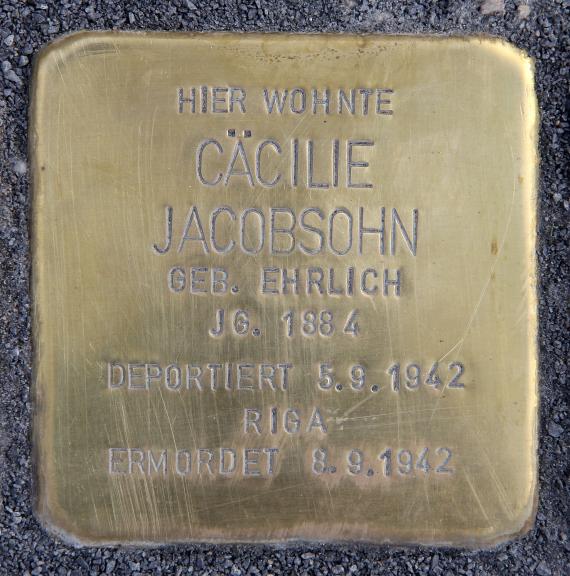 HIER WOHNTE
CÄCILIE
JACOBSOHN
GEB. EHRLICH
JG. 1884
DEPORTIERT 5.9.1942
RIGA
ERMORDET 8.9.1942